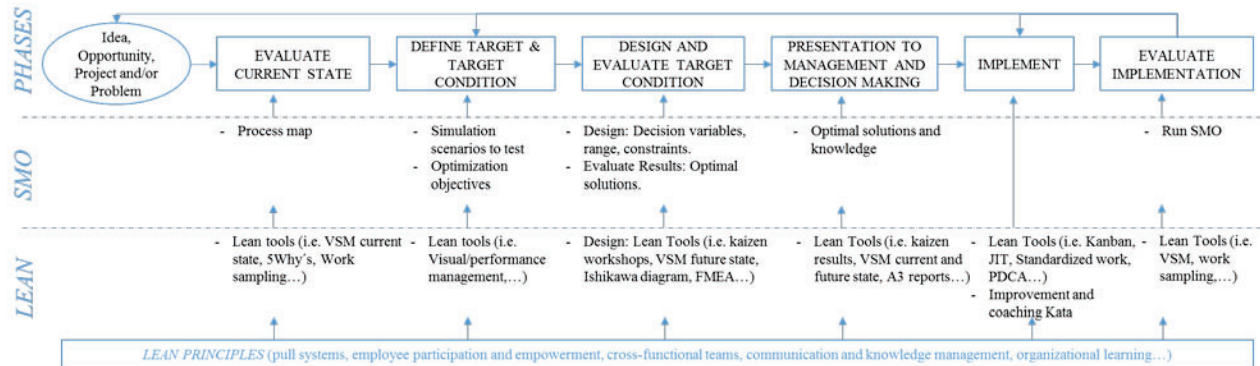 PHASES
Idea,
Opportunity,
Project and/or
Problem
EVALUATE
CURRENT STATE
DEFINE TARGET &
TARGET
CONDITION
DESIGN AND
EVALUATE TARGET
CONDITION
PRESENTATION TO
MANAGEMENT AND
DECISION MAKING
IMPLEMENT
EVALUATE
IMPLEMENTATION
SMO
- Process map
- Simulation
scenarios to test
- Optimization
objectives
- Design: Decision variables,
range, constraints.
- Evaluate Results: Optimal
solutions.
- Optimal solutions and
knowledge
- Run SMO
LEAN
- Lean tools (i.e. VSM current
state, 5Why´s, Work
sampling…)
- Lean tools (i.e.
Visual/performance
management,…)
- Design: Lean Tools (i.e. kaizen
workshops, VSM future state,
Ishikawa diagram, FMEA…)
- Lean Tools (i.e. kaizen
results, VSM current and
future state, A3 reports…)
- Lean Tools (i.e. Kanban,
JIT, Standardized work,
PDCA…)
- Improvement and
coaching Kata
- Lean tools (i.e.
VSM, work
sampling,…)
LEAN PRINCIPLES (pull systems, employee participation and empowerment, cross-functional teams, communication and knowledge management, organizational learning…)